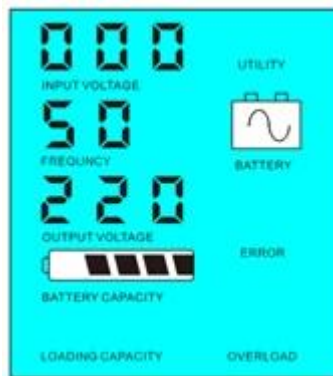 000
INPUT VOLTAGE
UTILITY
50
FREQUNCY
BATTERY
220
OUTPUT VOLTAGE
ERROR
BATTERY CAPACITY
LOADING CAPACITY
OVERLOAD